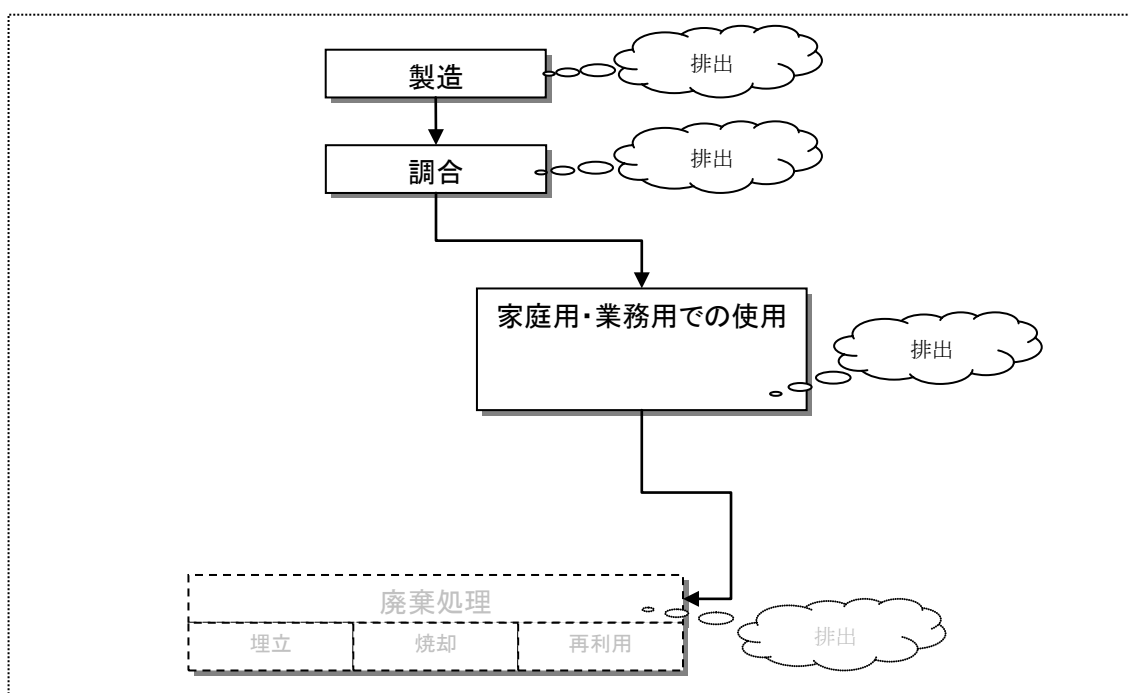 製造
排出
調合
排出
家庭用・業務用での使用
排出
廃棄処理
排出
埋立
焼却
再利用